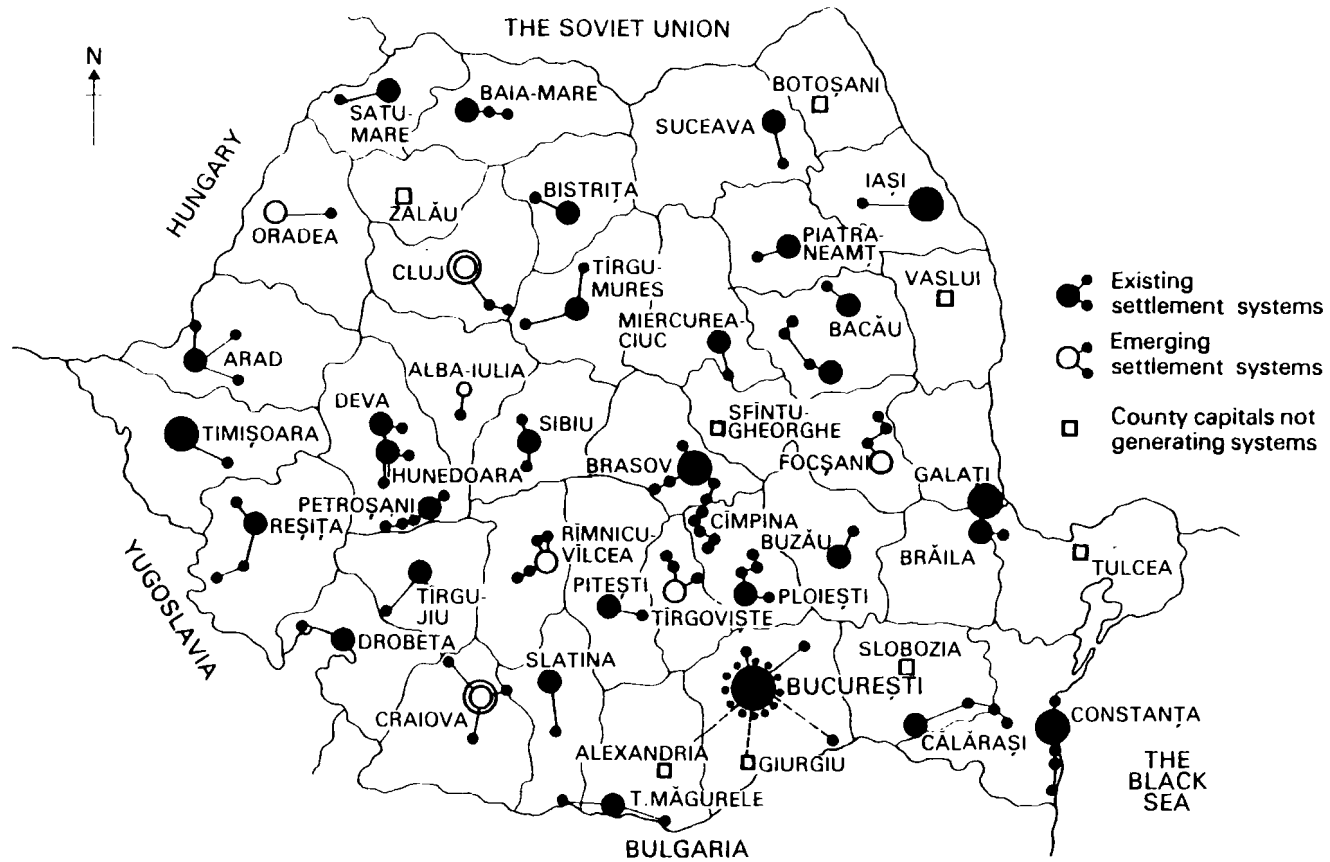 THE SOVIET UNION
N
BAIA-MARE
BOTOȘANI
SATU-
MARE
SUCEAVA
HUNGARY
IAȘI
BISTRIȚA
ZALĂU
ORADEA
PIATRA-
NEAMȚ
CLUJ
TÎRGU-
MUREȘ
VASLUI
Existing
settlement systems
MIERCUREA-
CIUC
BACĂU
Emerging
settlement systems
ARAD
ALBA-IULIA
DEVA
SFÎNTU-
GHEORGHE
County capitals not
generating systems
TIMIȘOARA
SIBIU
HUNEDOARA
BRASOV
FOCȘANI
GALAȚI
PETROȘANI
REȘIȚA
CÎMPINA
RÎMNICU-
VÎLCEA
BUZĂU
BRĂILA
YUGOSLAVIA
TULCEA
TÎRGU-
JIU
PITEȘTI
TÎRGOVIȘTE
PLOIEȘTI
DROBETA
SLATINA
SLOBOZIA
BUCUREȘTI
CRAIOVA
CONSTANȚA
CĂLĂRAȘI
ALEXANDRIA
GIURGIU
THE
BLACK
SEA
T.MĂGURELE
BULGARIA